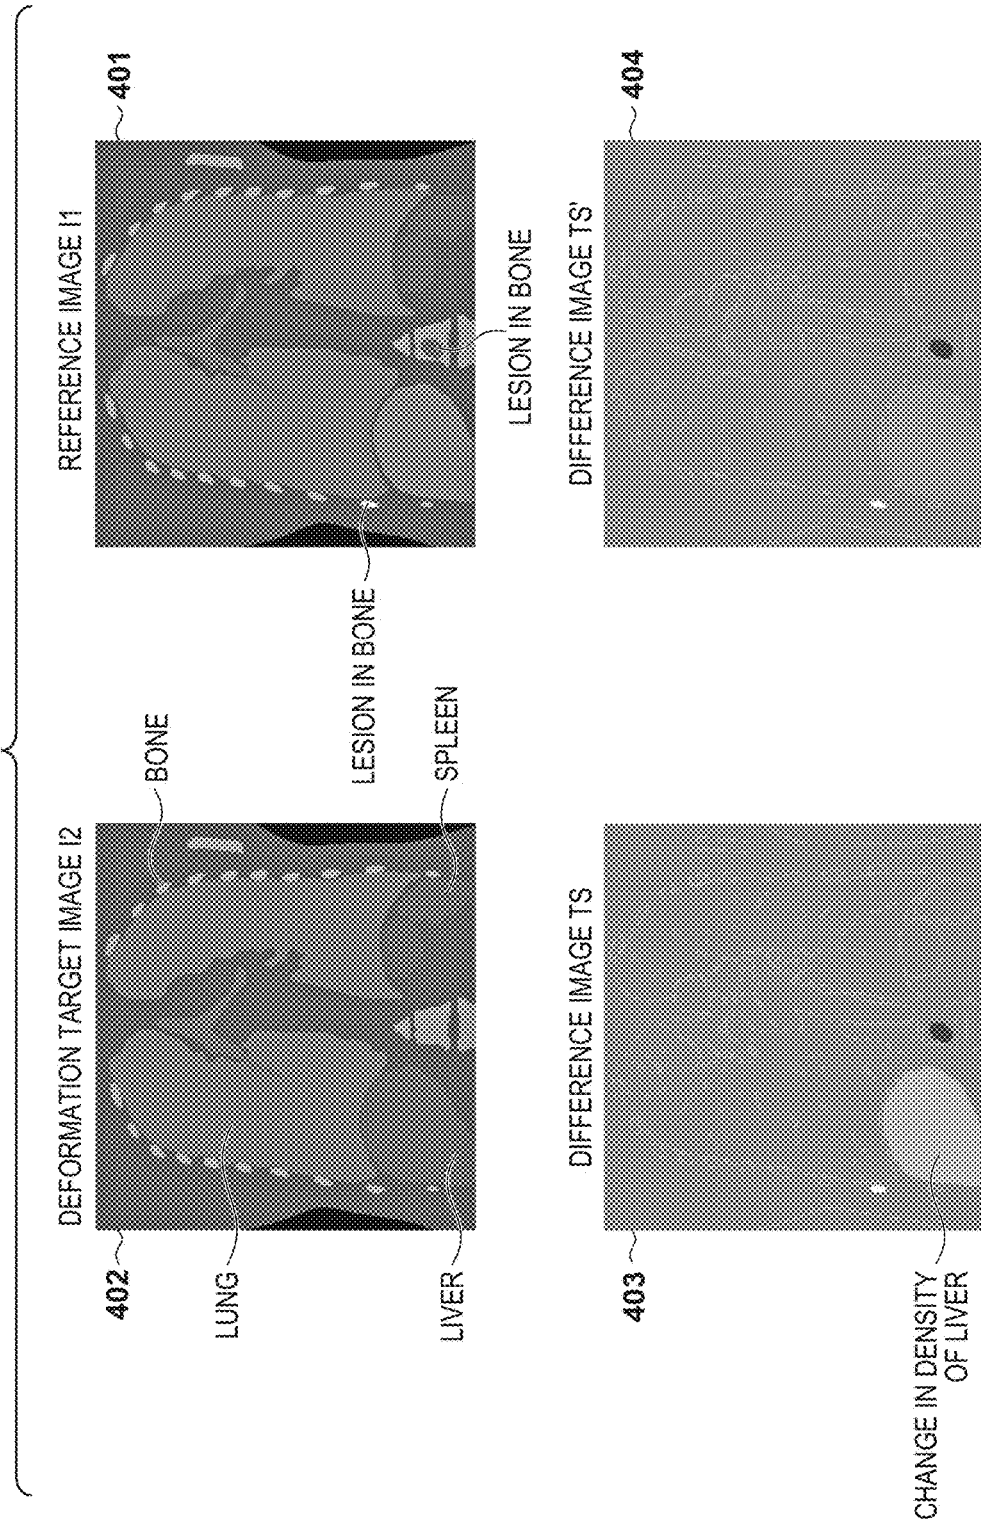 DEFORMATION TARGET IMAGE I2
REFERENCE IMAGE I1
402
401
BONE
LUNG
LIVER
LESION IN BONE
SPLEEN
LESION IN BONE
DIFFERENCE IMAGE TS
DIFFERENCE IMAGE TS'
403
404
CHANGE IN DENSITY
OF LIVER